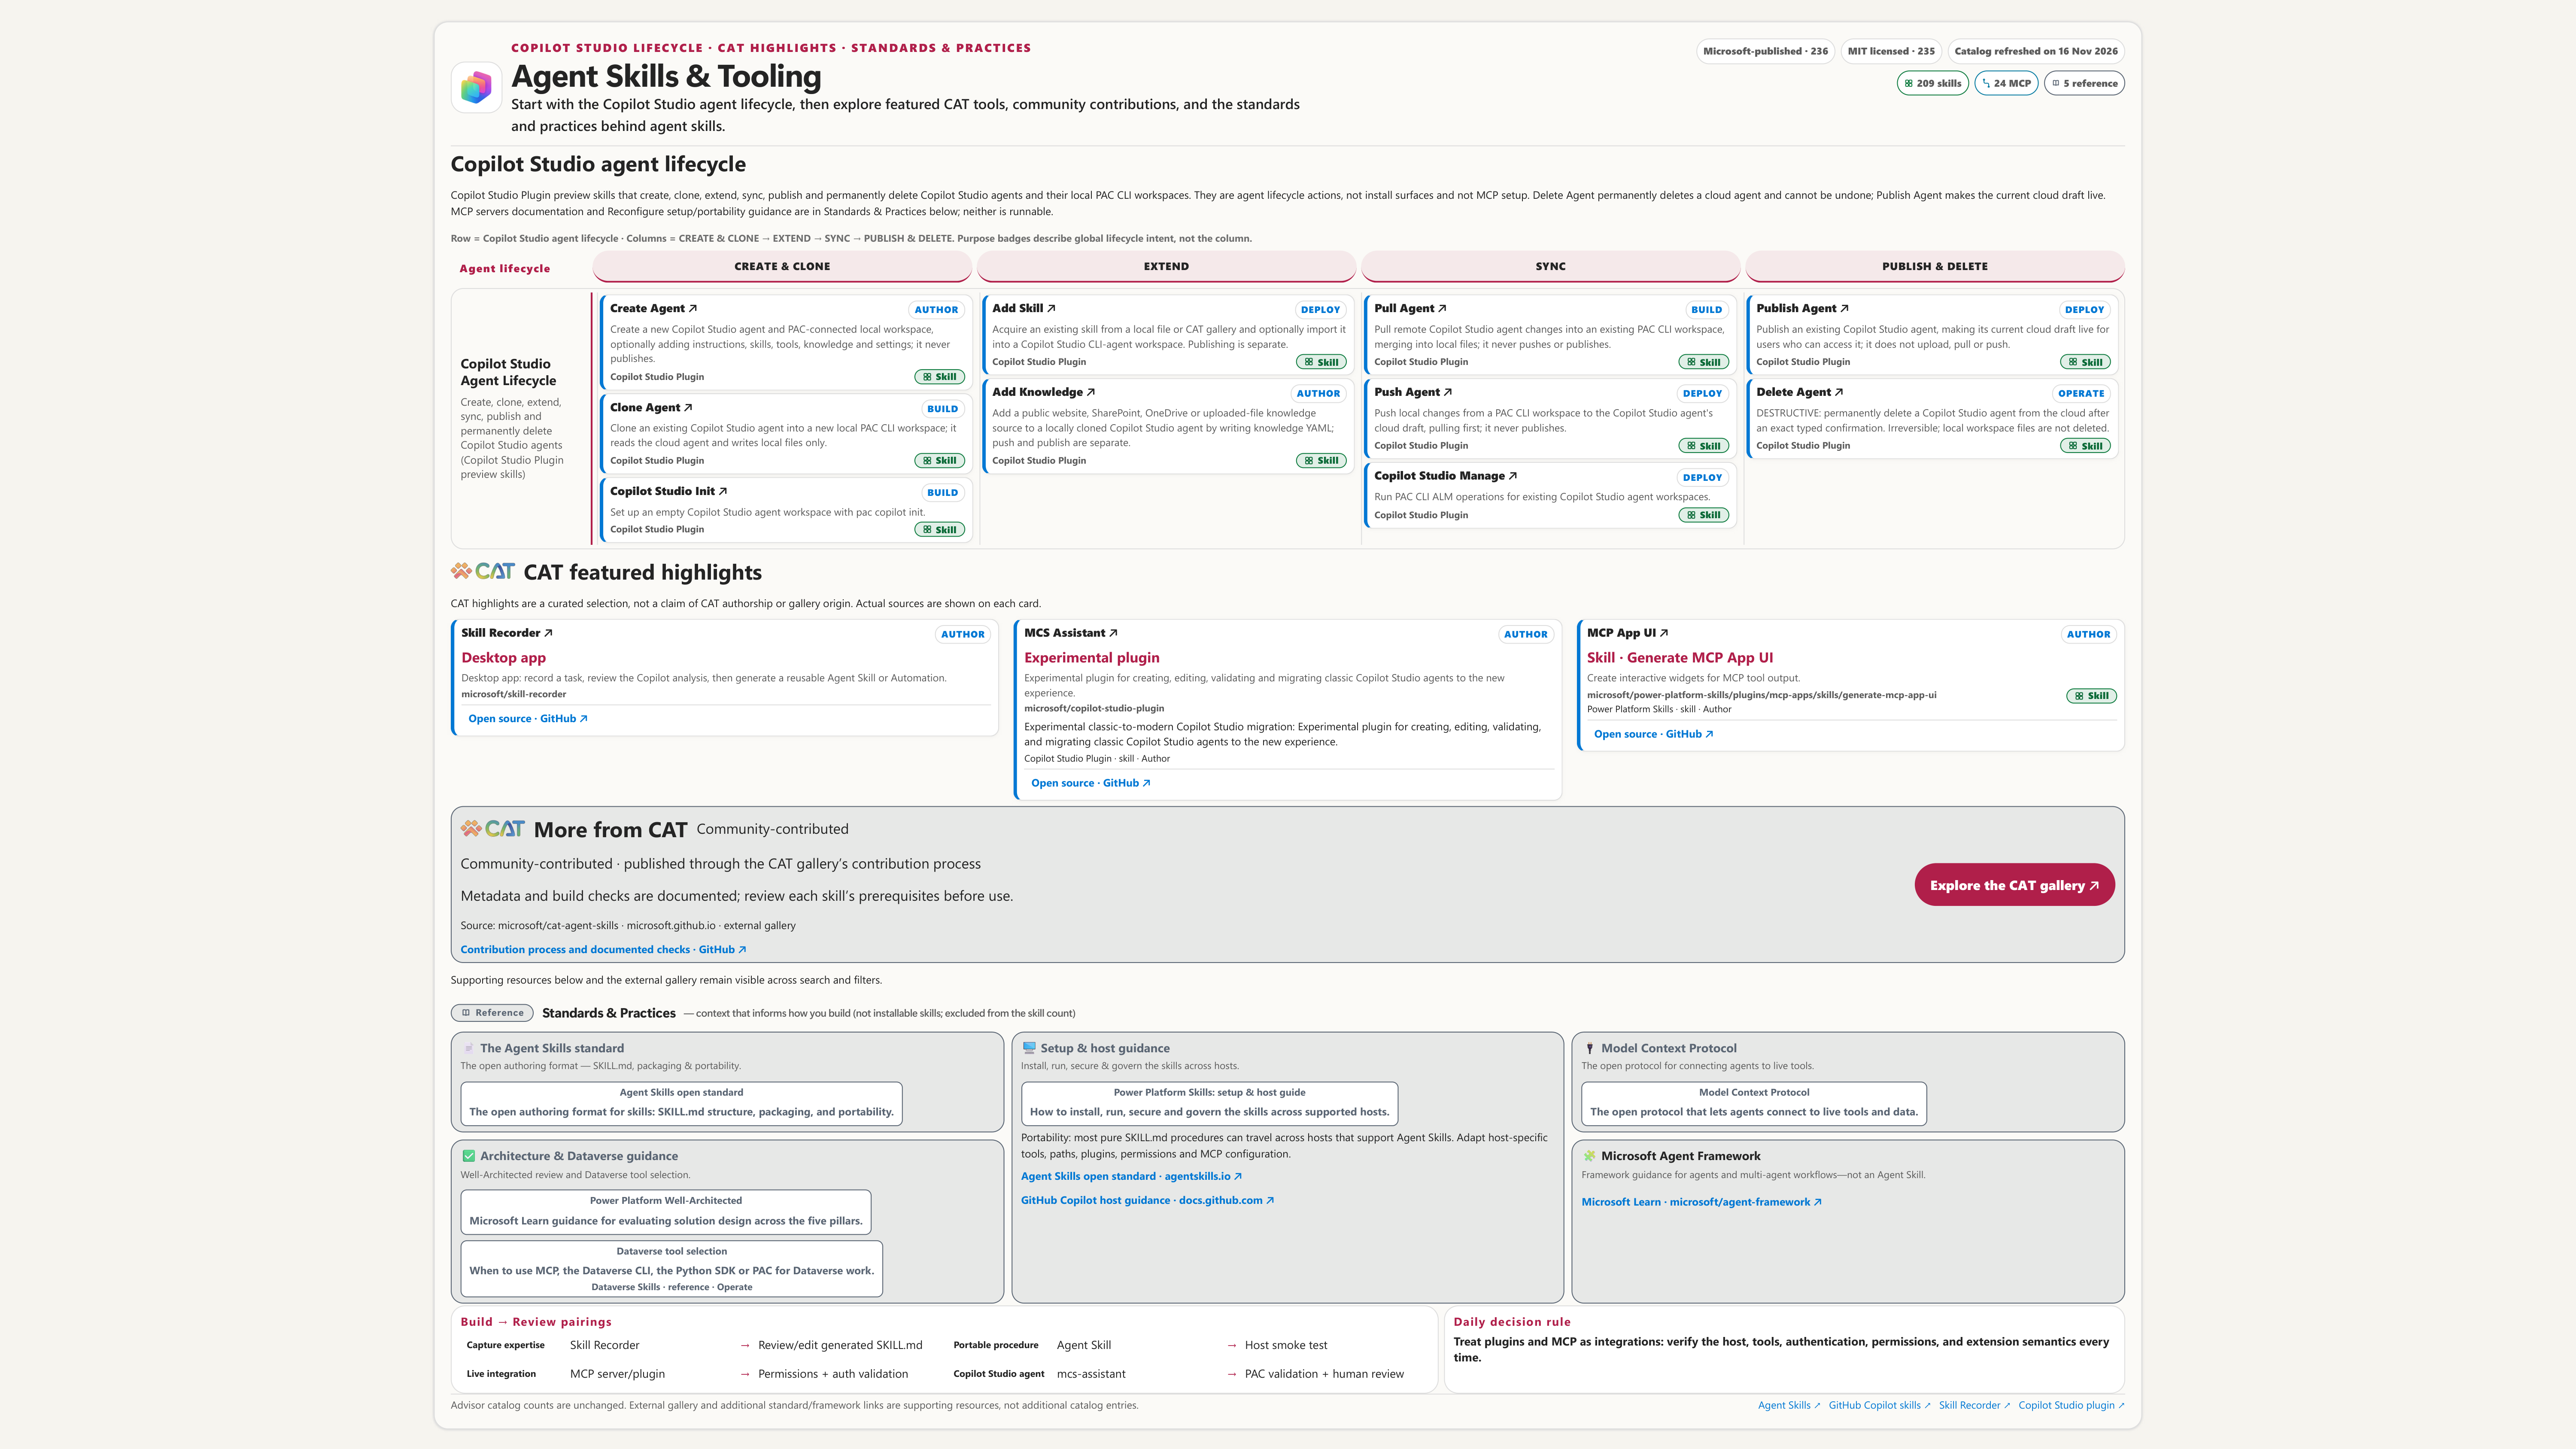 COPILOT STUDIO LIFECYCLE · CAT HIGHLIGHTS · STANDARDS & PRACTICES
Agent Skills & Tooling
Start with the Copilot Studio agent lifecycle, then explore featured CAT tools, community contributions, and the standards
and practices behind agent skills.
Microsoft-published · 236
MIT licensed · 235
Catalog refreshed on 16 Nov 2026
209 skills
24 MCP
5 reference
Copilot Studio agent lifecycle
Copilot Studio Plugin preview skills that create, clone, extend, sync, publish and permanently delete Copilot Studio agents and their local PAC CLI workspaces. They are agent lifecycle actions, not install surfaces and not MCP setup. Delete Agent permanently deletes a cloud agent and cannot be undone; Publish Agent makes the current cloud draft live.
MCP servers documentation and Reconfigure setup/portability guidance are in Standards & Practices below; neither is runnable.
Row = Copilot Studio agent lifecycle · Columns = CREATE & CLONE → EXTEND → SYNC → PUBLISH & DELETE. Purpose badges describe global lifecycle intent, not the column.
Agent lifecycle
CREATE & CLONE
EXTEND
SYNC
PUBLISH & DELETE
Copilot Studio
Agent Lifecycle
Create, clone, extend,
sync, publish and
permanently delete
Copilot Studio agents
(Copilot Studio Plugin
preview skills)
Create Agent ↗
AUTHOR
Create a new Copilot Studio agent and PAC-connected local workspace,
optionally adding instructions, skills, tools, knowledge and settings; it never
publishes.
Copilot Studio Plugin
Skill
Clone Agent ↗
BUILD
Clone an existing Copilot Studio agent into a new local PAC CLI workspace; it
reads the cloud agent and writes local files only.
Copilot Studio Plugin
Skill
Copilot Studio Init ↗
BUILD
Set up an empty Copilot Studio agent workspace with pac copilot init.
Copilot Studio Plugin
Skill
Add Skill ↗
DEPLOY
Acquire an existing skill from a local file or CAT gallery and optionally import it
into a Copilot Studio CLI-agent workspace. Publishing is separate.
Copilot Studio Plugin
Skill
Add Knowledge ↗
AUTHOR
Add a public website, SharePoint, OneDrive or uploaded-file knowledge
source to a locally cloned Copilot Studio agent by writing knowledge YAML;
push and publish are separate.
Copilot Studio Plugin
Skill
Pull Agent ↗
BUILD
Pull remote Copilot Studio agent changes into an existing PAC CLI workspace,
merging into local files; it never pushes or publishes.
Copilot Studio Plugin
Skill
Push Agent ↗
DEPLOY
Push local changes from a PAC CLI workspace to the Copilot Studio agent's
cloud draft, pulling first; it never publishes.
Copilot Studio Plugin
Skill
Copilot Studio Manage ↗
DEPLOY
Run PAC CLI ALM operations for existing Copilot Studio agent workspaces.
Copilot Studio Plugin
Skill
Publish Agent ↗
DEPLOY
Publish an existing Copilot Studio agent, making its current cloud draft live for
users who can access it; it does not upload, pull or push.
Copilot Studio Plugin
Skill
Delete Agent ↗
OPERATE
DESTRUCTIVE: permanently delete a Copilot Studio agent from the cloud after
an exact typed confirmation. Irreversible; local workspace files are not deleted.
Copilot Studio Plugin
Skill
CAT CAT featured highlights
CAT highlights are a curated selection, not a claim of CAT authorship or gallery origin. Actual sources are shown on each card.
Skill Recorder ↗
AUTHOR
Desktop app
Desktop app: record a task, review the Copilot analysis, then generate a reusable Agent Skill or Automation.
microsoft/skill-recorder
Open source · GitHub ↗
MCS Assistant ↗
AUTHOR
Experimental plugin
Experimental plugin for creating, editing, validating and migrating classic Copilot Studio agents to the new
experience.
microsoft/copilot-studio-plugin
Experimental classic-to-modern Copilot Studio migration: Experimental plugin for creating, editing, validating,
and migrating classic Copilot Studio agents to the new experience.
Copilot Studio Plugin · skill · Author
Open source · GitHub ↗
MCP App UI ↗
AUTHOR
Skill · Generate MCP App UI
Create interactive widgets for MCP tool output.
microsoft/power-platform-skills/plugins/mcp-apps/skills/generate-mcp-app-ui
Skill
Power Platform Skills · skill · Author
Open source · GitHub ↗
CAT More from CAT Community-contributed
Community-contributed · published through the CAT gallery’s contribution process
Metadata and build checks are documented; review each skill’s prerequisites before use.
Source: microsoft/cat-agent-skills · microsoft.github.io · external gallery
Contribution process and documented checks · GitHub ↗
Explore the CAT gallery ↗
Supporting resources below and the external gallery remain visible across search and filters.
Reference
Standards & Practices — context that informs how you build (not installable skills; excluded from the skill count)
The Agent Skills standard
The open authoring format — SKILL.md, packaging & portability.
Agent Skills open standard
The open authoring format for skills: SKILL.md structure, packaging, and portability.
Architecture & Dataverse guidance
Well-Architected review and Dataverse tool selection.
Power Platform Well-Architected
Microsoft Learn guidance for evaluating solution design across the five pillars.
Dataverse tool selection
When to use MCP, the Dataverse CLI, the Python SDK or PAC for Dataverse work.
Dataverse Skills · reference · Operate
Setup & host guidance
Install, run, secure & govern the skills across hosts.
Power Platform Skills: setup & host guide
How to install, run, secure and govern the skills across supported hosts.
Portability: most pure SKILL.md procedures can travel across hosts that support Agent Skills. Adapt host-specific
tools, paths, plugins, permissions and MCP configuration.
Agent Skills open standard · agentskills.io ↗
GitHub Copilot host guidance · docs.github.com ↗
Model Context Protocol
The open protocol for connecting agents to live tools.
Model Context Protocol
The open protocol that lets agents connect to live tools and data.
Microsoft Agent Framework
Framework guidance for agents and multi-agent workflows—not an Agent Skill.
Microsoft Learn · microsoft/agent-framework ↗
Build → Review pairings
Capture expertise Skill Recorder → Review/edit generated SKILL.md
Portable procedure Agent Skill → Host smoke test
Live integration MCP server/plugin → Permissions + auth validation
Copilot Studio agent mcs-assistant → PAC validation + human review
Daily decision rule
Treat plugins and MCP as integrations: verify the host, tools, authentication, permissions, and extension semantics every
time.
Advisor catalog counts are unchanged. External gallery and additional standard/framework links are supporting resources, not additional catalog entries.
Agent Skills ↗ GitHub Copilot skills ↗ Skill Recorder ↗ Copilot Studio plugin ↗